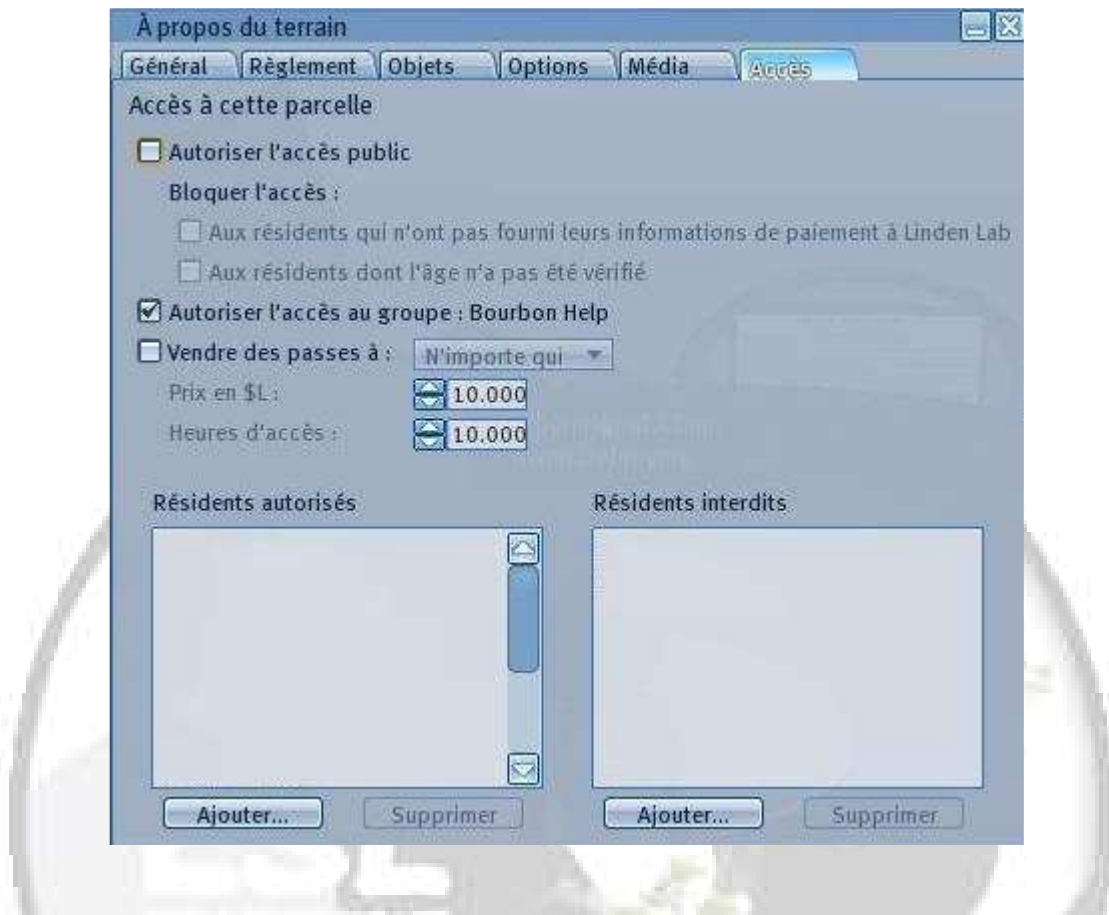 À propos du terrain
Général Règlement Objets Options Média Accès
Accès à cette parcelle
Autoriser l'accès public
Bloquer l'accès :
Aux résidents qui n'ont pas fourni leurs informations de paiement à Linden Lab
Aux résidents dont l'âge n'a pas été vérifié
Autoriser l'accès au groupe : Bourbon Help
Vendre des passes à : N'importe qui
Prix en $L : 10.000
Heures d'accès : 10.000
Résidents autorisés Résidents interdits
Ajouter... Supprimer Ajouter... Supprimer